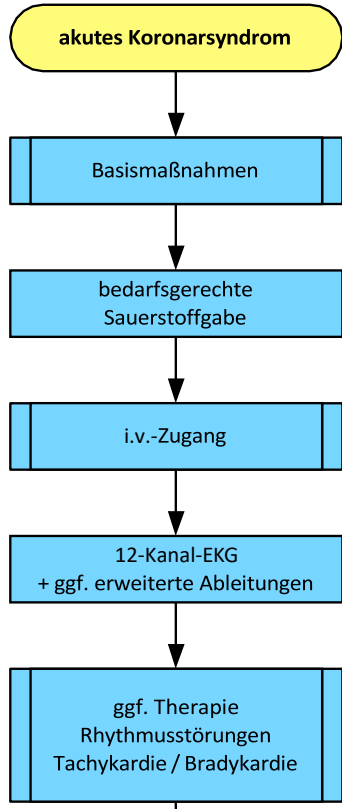 akutes Koronarsyndrom
Basismaßnahmen
bedarfsgerechte
Sauerstoffgabe
i.v.-Zugang
12-Kanal-EKG
+ ggf. erweiterte Ableitungen
ggf. Therapie
Rhythmusstörungen
Tachykardie / Bradykardie